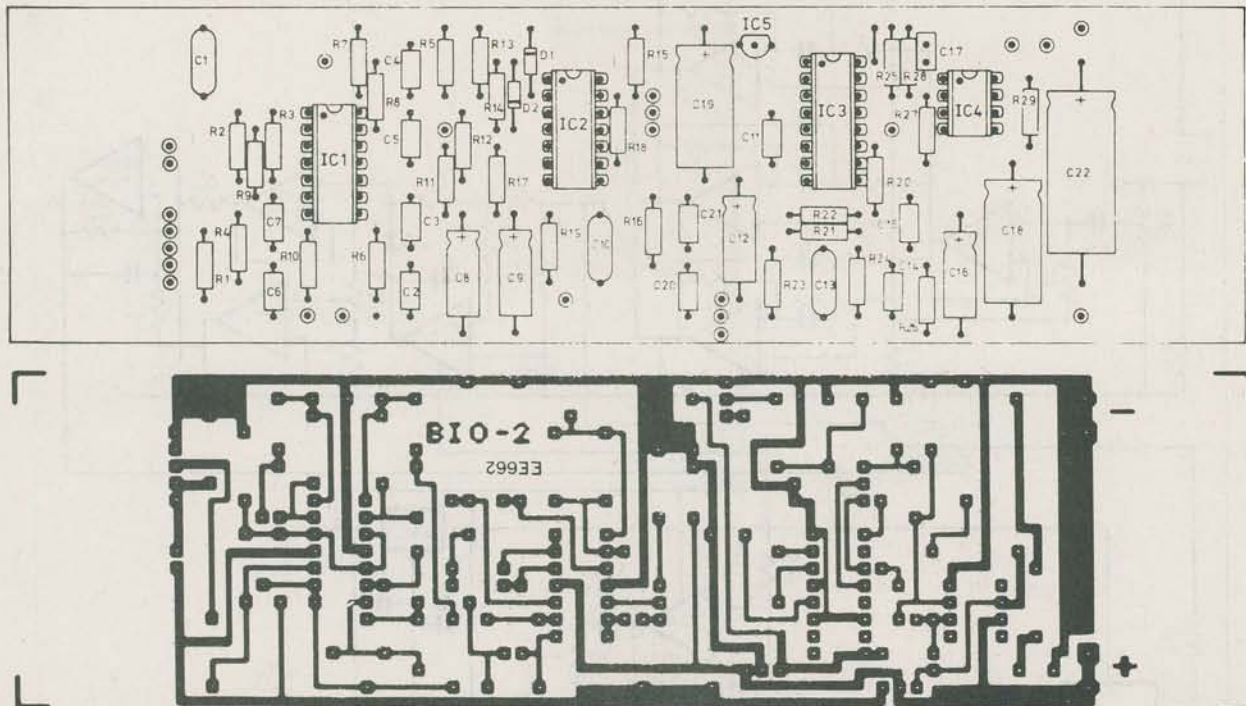 IC5
R7
R5
R13
D1
R15
C17
C1
C4
R25
R28
R8
R14
D2
IC2
C19
IC3
IC4
R29
R27
R2
R3
C5
R12
R18
C11
IC1
R9
R11
R17
R20
C22
C7
C3
R16
C21
C12
R22
R21
C18
R4
R10
R6
R15
C10
R24
R1
C6
C2
C8
C9
C20
R23
C13
C14
C16
R26
BIO-2
EE662
-
+